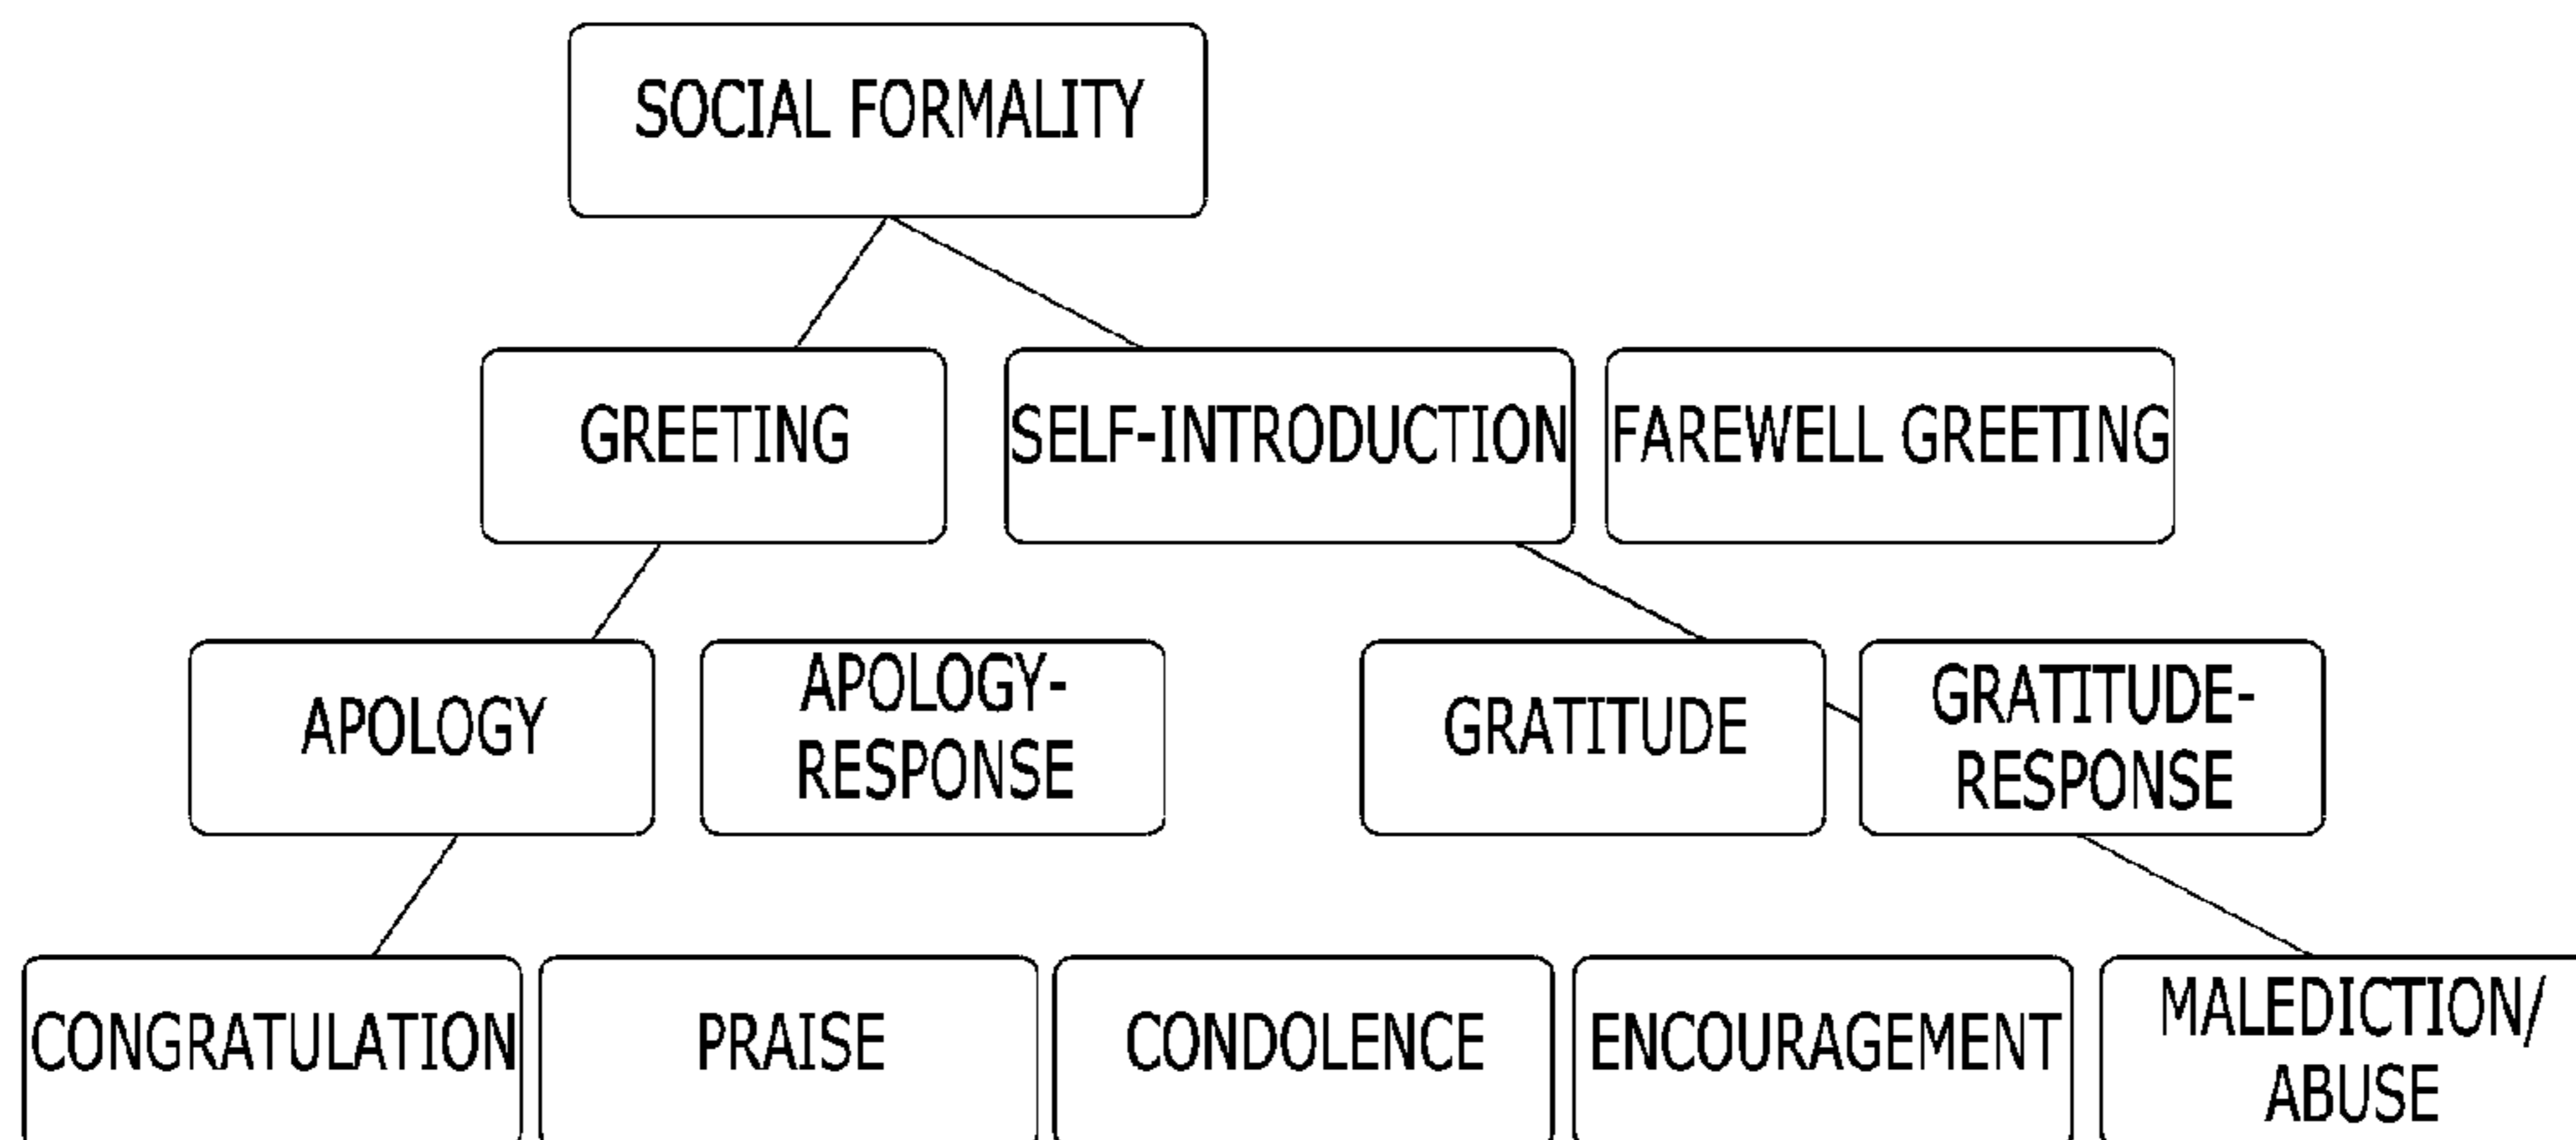 SOCIAL FORMALITY
GREETING
SELF-INTRODUCTION
FAREWELL GREETING
APOLOGY
APOLOGY-
RESPONSE
GRATITUDE
GRATITUDE-
RESPONSE
CONGRATULATION
PRAISE
CONDOLENCE
ENCOURAGEMENT
MALEDICTION/
ABUSE